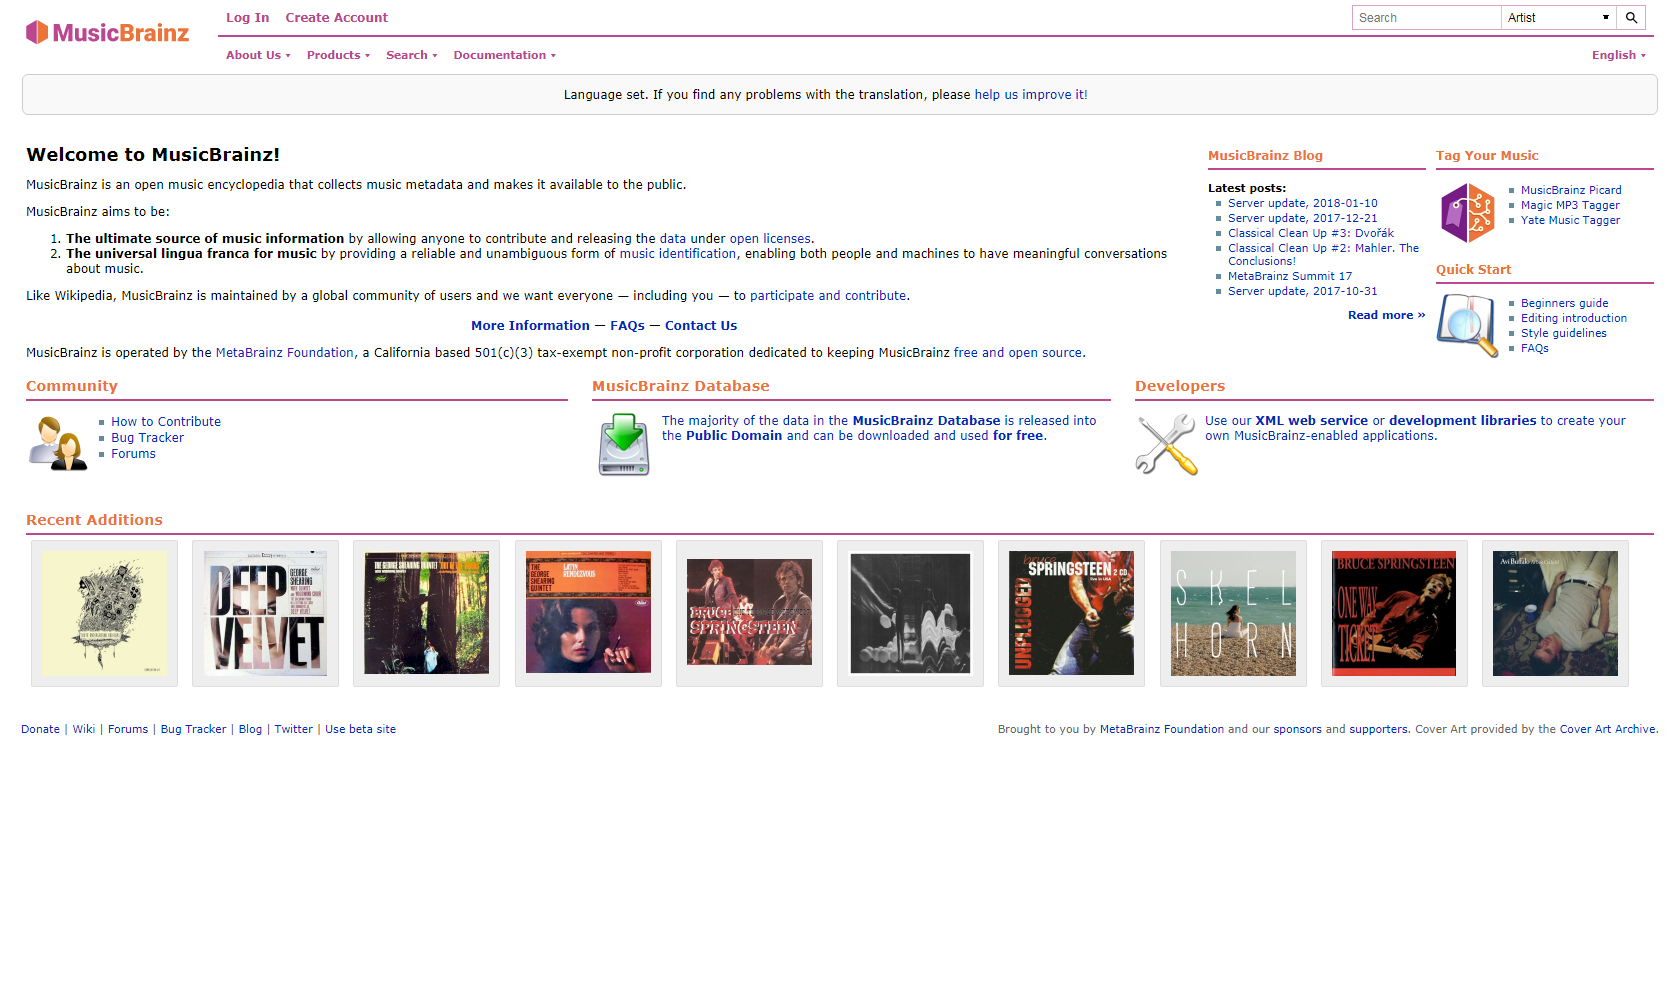 MusicBrainz
Log In Create Account
Search Artist
About Us Products Search Documentation
English
Language set. If you find any problems with the translation, please help us improve it!
Welcome to MusicBrainz!
MusicBrainz is an open music encyclopedia that collects music metadata and makes it available to the public.
MusicBrainz aims to be:
1. The ultimate source of music information by allowing anyone to contribute and releasing the data under open licenses.
2. The universal lingua franca for music by providing a reliable and unambiguous form of music identification, enabling both people and machines to have meaningful conversations
about music.
Like Wikipedia, MusicBrainz is maintained by a global community of users and we want everyone — including you — to participate and contribute.
More Information — FAQs — Contact Us
MusicBrainz is operated by the MetaBrainz Foundation, a California based 501(c)(3) tax-exempt non-profit corporation dedicated to keeping MusicBrainz free and open source.
MusicBrainz Blog
Latest posts:
Server update, 2018-01-10
Server update, 2017-12-21
Classical Clean Up #3: Dvořák
Classical Clean Up #2: Mahler. The
Conclusions!
MetaBrainz Summit 17
Server update, 2017-10-31
Read more »
Tag Your Music
MusicBrainz Picard
Magic MP3 Tagger
Yate Music Tagger
Quick Start
Beginners guide
Editing introduction
Style guidelines
FAQs
Community
How to Contribute
Bug Tracker
Forums
MusicBrainz Database
The majority of the data in the MusicBrainz Database is released into
the Public Domain and can be downloaded and used for free.
Developers
Use our XML web service or development libraries to create your
own MusicBrainz-enabled applications.
Recent Additions
GEORGE
SHEARING
DEEP
VELVET
THE GEORGE SHEARING QUINTET
THE
GEORGE
SHEARING
QUINTET
LATIN
RENDEZVOUS
BRUCE
SPRINGSTEEN
bruce
SPRINGSTEEN 2 CD
live in USA
UNPLUGGED
SKEL
HORN
BRUCE SPRINGSTEEN
ONE WAY
TICKET
Avi Buffalo
Donate | Wiki | Forums | Bug Tracker | Blog | Twitter | Use beta site
Brought to you by MetaBrainz Foundation and our sponsors and supporters. Cover Art provided by the Cover Art Archive.